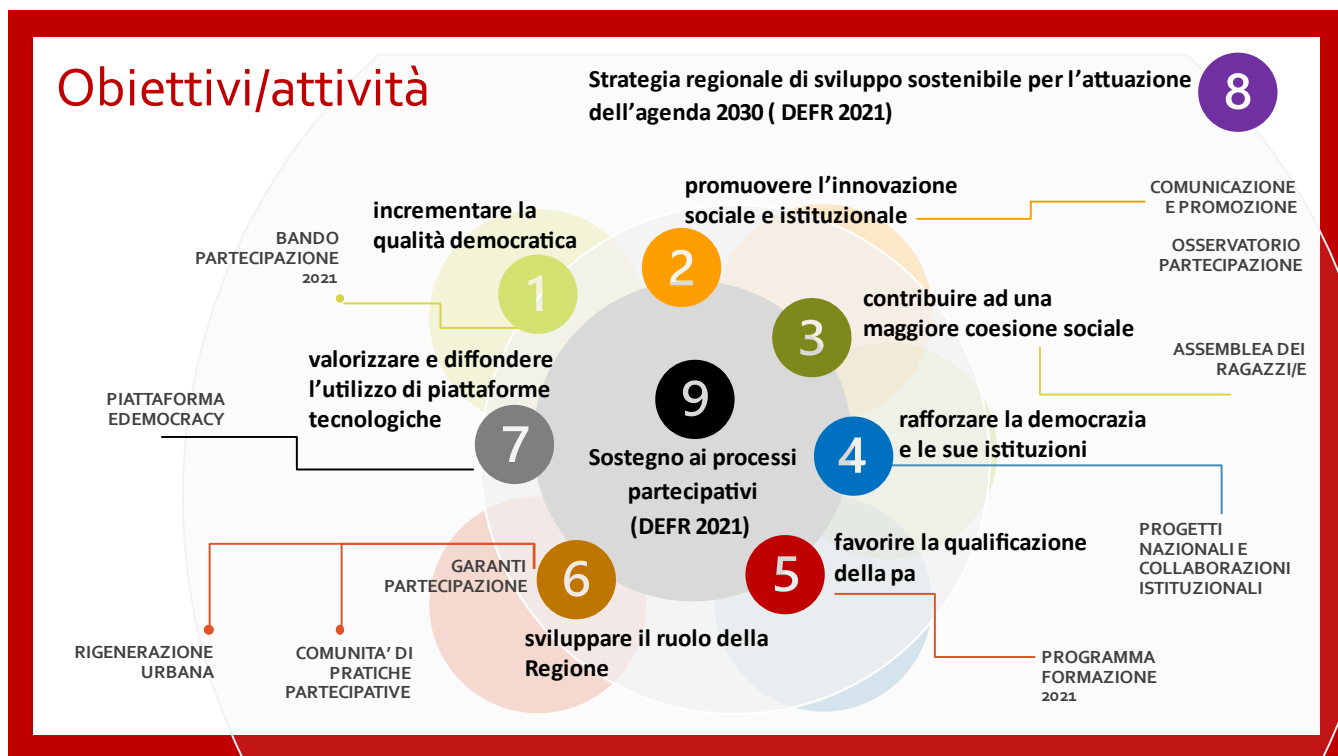 Obiettivi/attività
Strategia regionale di sviluppo sostenibile per l'attuazione
dell'agenda 2030 ( DEFR 2021)
8
promuovere l'innovazione
sociale e istituzionale
2
COMUNICAZIONE
E PROMOZIONE
OSSERVATORIO
PARTECIPAZIONE
incrementare la
qualità democratica
1
BANDO
PARTECIPAZIONE
2021
contribuire ad una
maggiore coesione sociale
3
ASSEMBLEA DEI
RAGAZZI/E
valorizzare e diffondere
l'utilizzo di piattaforme
tecnologiche
7
PIATTAFORMA
EDEMOCRACY
9
Sostegno ai processi
partecipativi
(DEFR 2021)
rafforzare la democrazia
e le sue istituzioni
4
PROGETTI
NAZIONALI E
COLLABORAZIONI
ISTITUZIONALI
favorire la qualificazione
della pa
5
PROGRAMMA
FORMAZIONE
2021
GARANTI
PARTECIPAZIONE
6
sviluppare il ruolo della
Regione
RIGENERAZIONE
URBANA
COMUNITA' DI
PRATICHE
PARTECIPATIVE